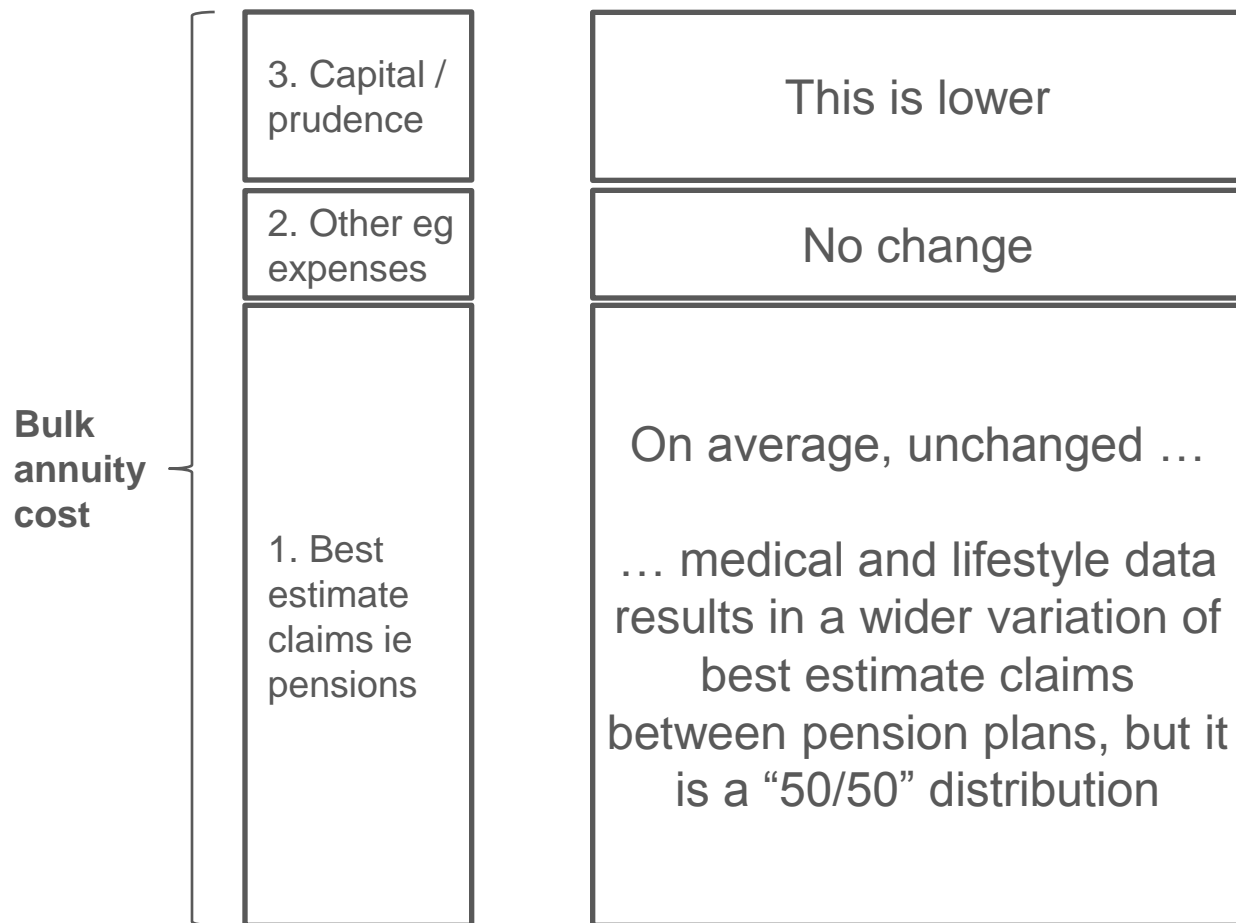 3. Capital /
prudence
This is lower
2. Other eg
expenses
No change
Bulk
annuity
cost
1. Best
estimate
claims ie
pensions
On average, unchanged …
… medical and lifestyle data
results in a wider variation of
best estimate claims
between pension plans, but it
is a “50/50” distribution